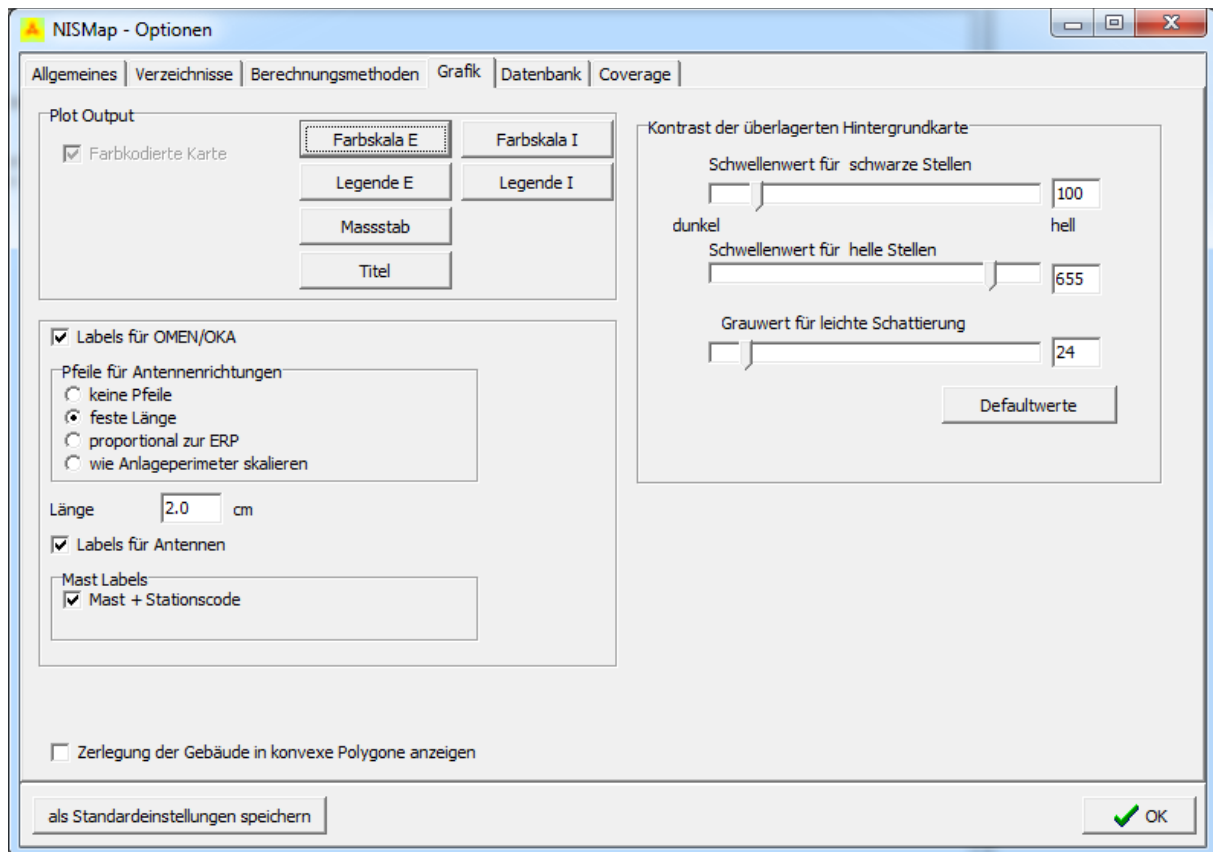 NISMap - Optionen
Allgemeines
Verzeichnisse
Berechnungsmethoden
Grafik
Datenbank
Coverage
Plot Output
Farbkodierte Karte
Farbskala E
Farbskala I
Legende E
Legende I
Massstab
Titel
Labels für OMEN/OKA
Pfeile für Antennenrichtungen
keine Pfeile
feste Länge
proportional zur ERP
wie Anlageperimeter skalieren
Länge 2.0 cm
Labels für Antennen
Mast Labels
Mast + Stationscode
Kontrast der überlagerten Hintergrundkarte
Schwellenwert für schwarze Stellen
100
dunkel hell
Schwellenwert für helle Stellen
655
Grauwert für leichte Schattierung
24
Defaultwerte
Zerlegung der Gebäude in konvexe Polygone anzeigen
als Standardeinstellungen speichern
OK